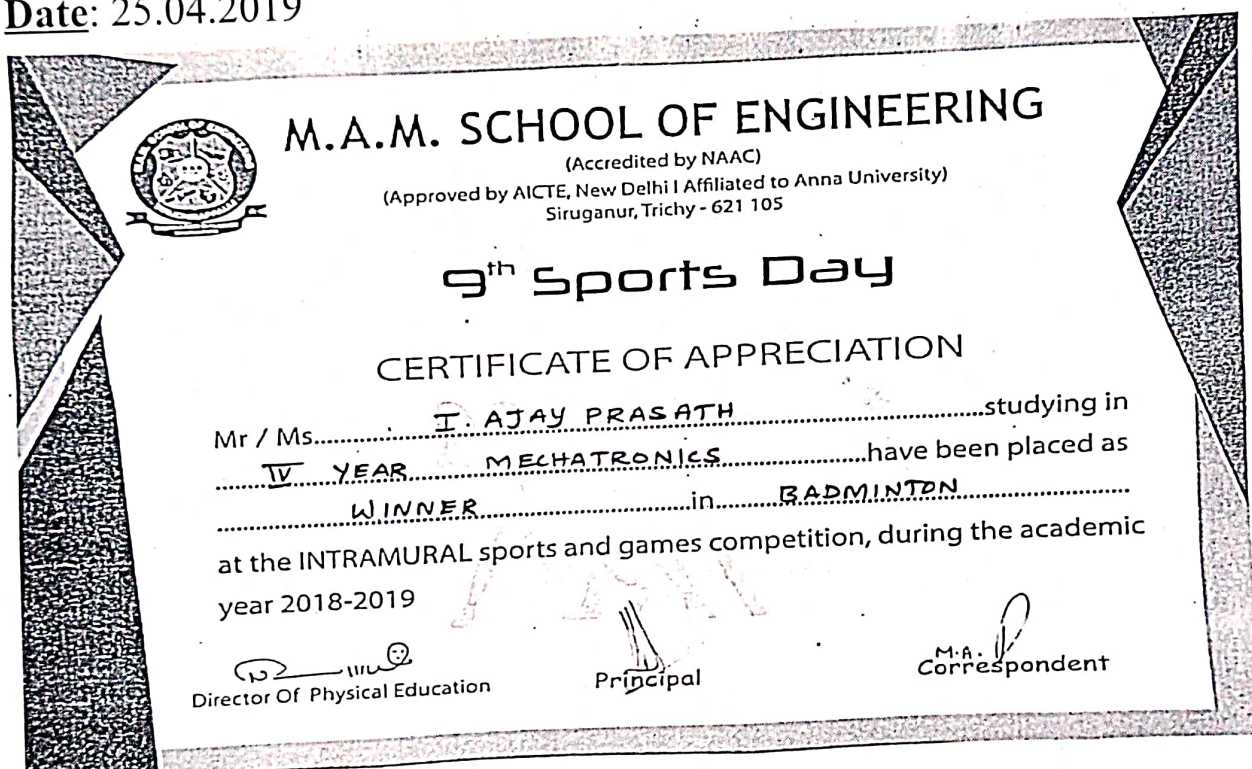 Date: 25.04.2019
M.A.M. SCHOOL OF ENGINEERING
(Accredited by NAAC)
(Approved by AICTE, New Delhi I Affiliated to Anna University)
Siruganur, Trichy - 621 105
9th Sports Day
CERTIFICATE OF APPRECIATION
Mr / Ms. I. AJAY PRASATH studying in
IV YEAR MECHATRONICS have been placed as
WINNER in BADMINTON
at the INTRAMURAL sports and games competition, during the academic
year 2018-2019
Director Of Physical Education
Principal
M.A.
Correspondent